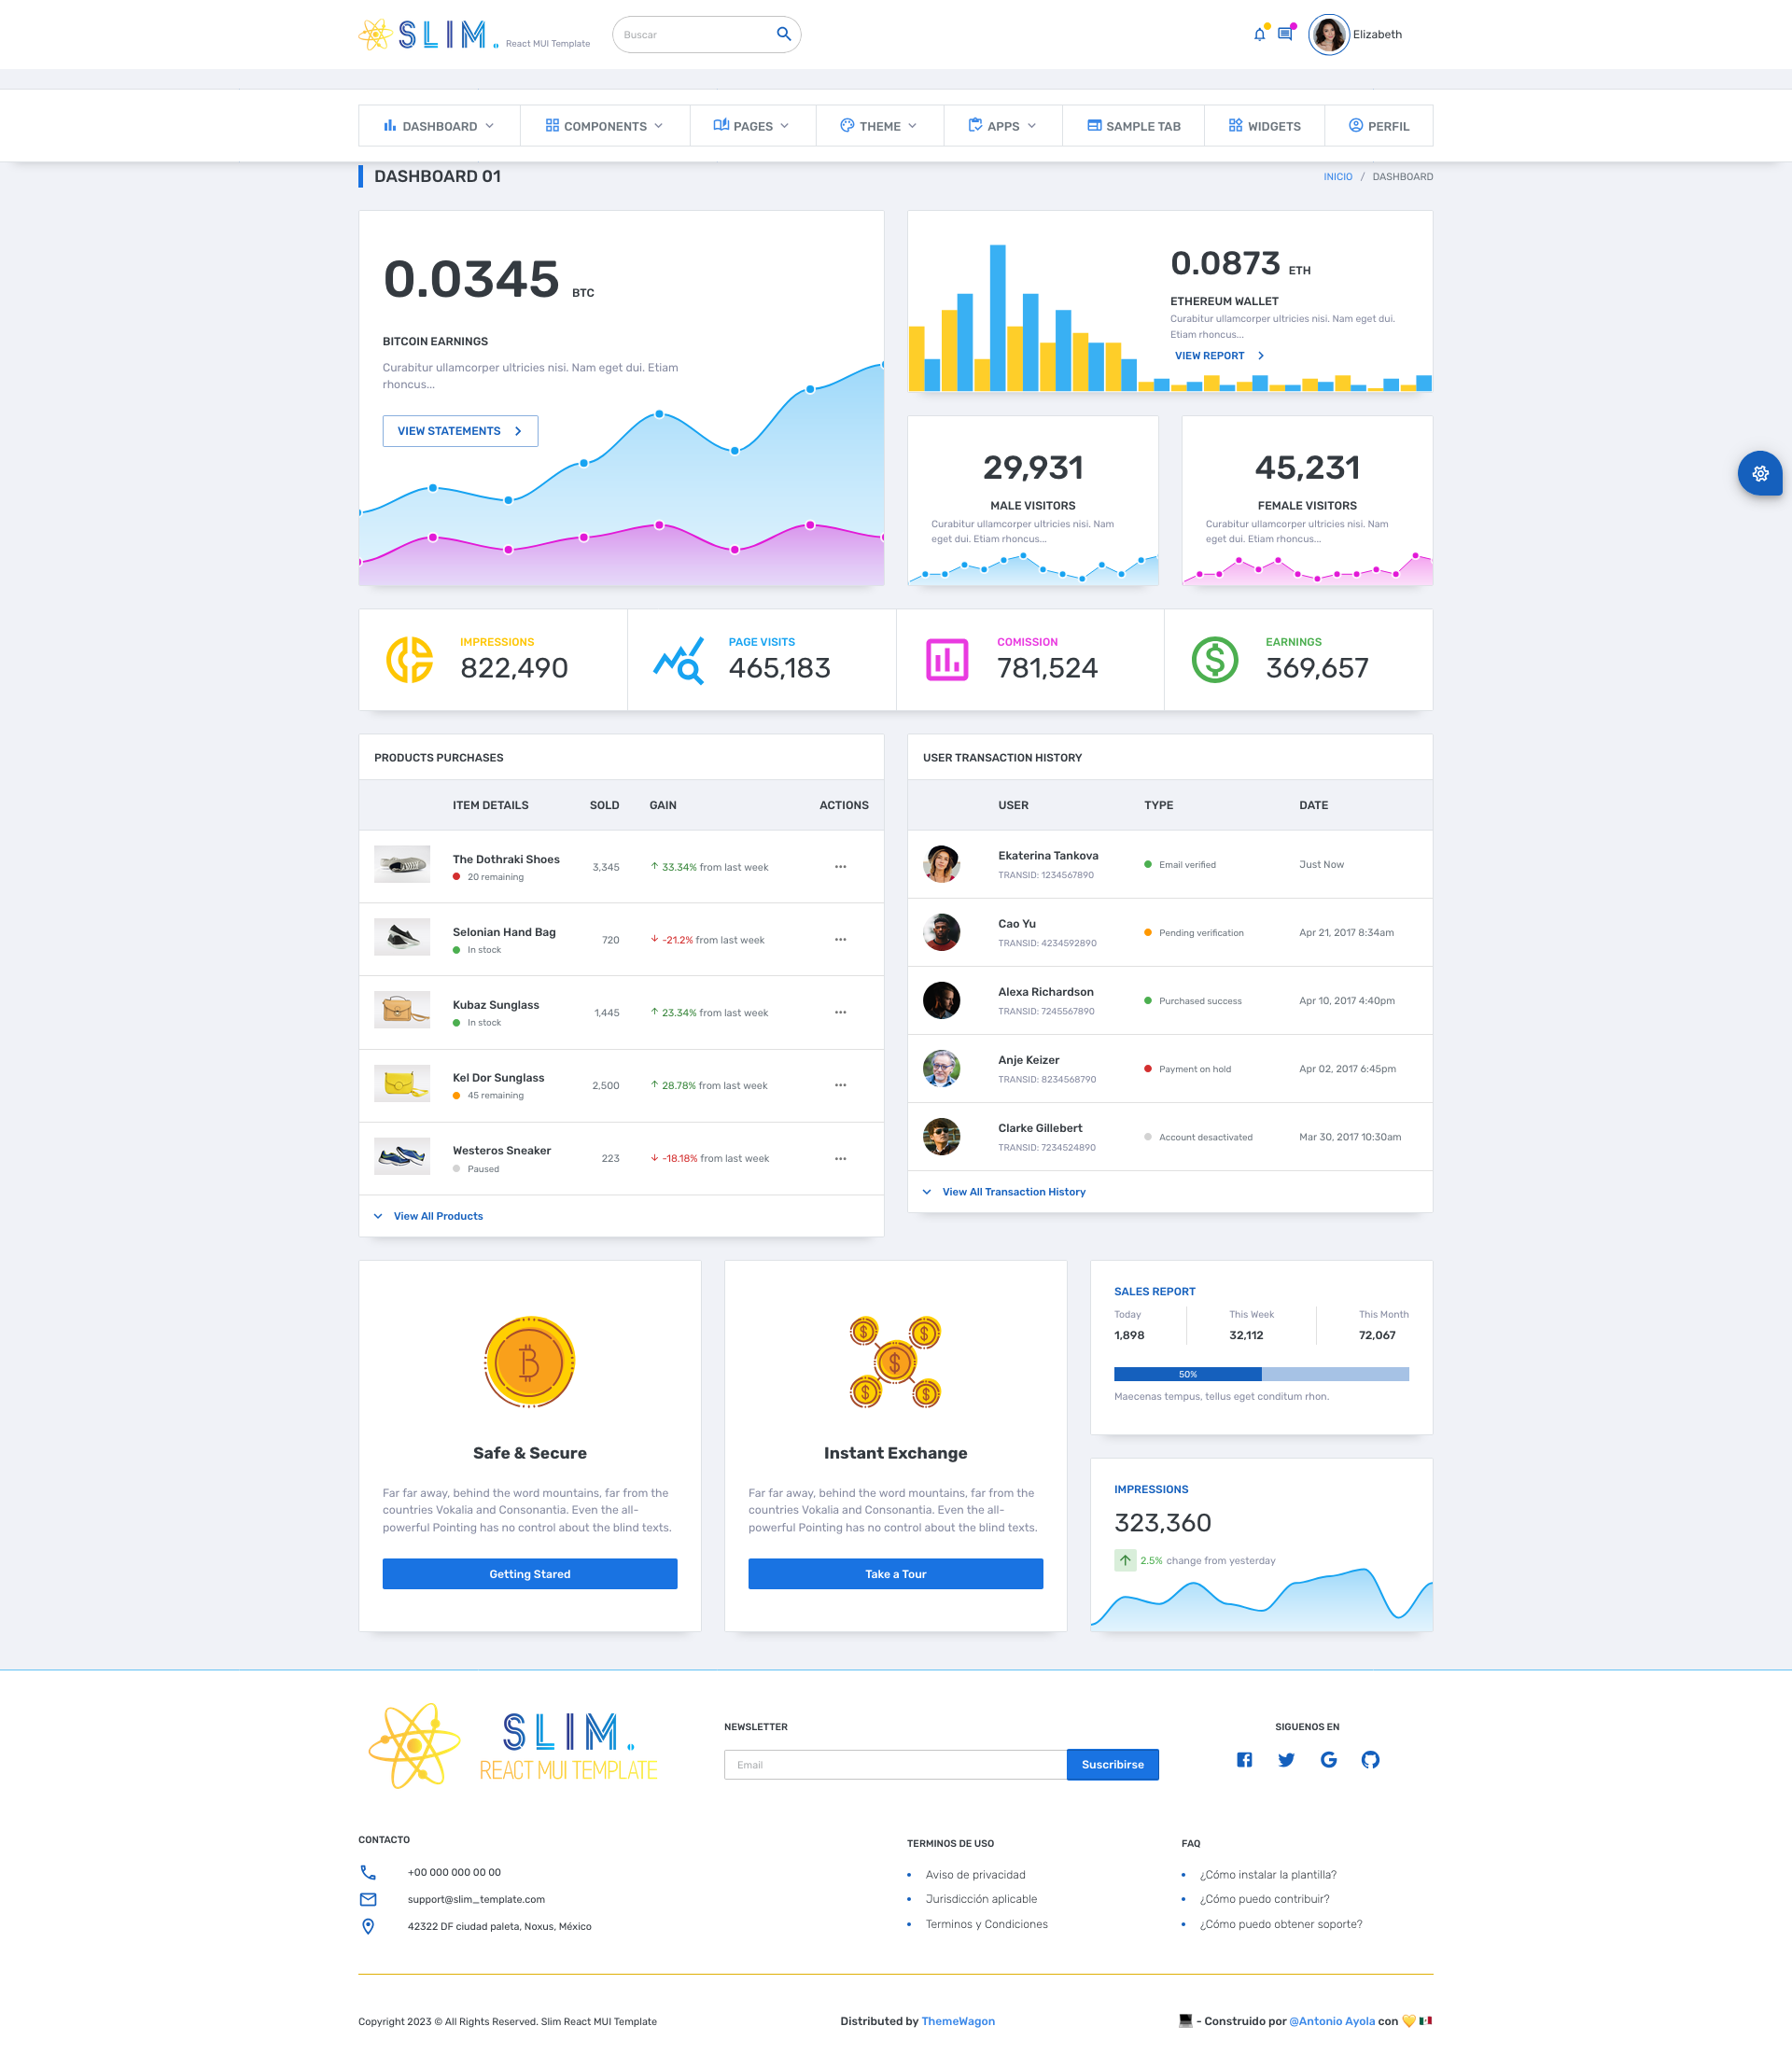 SLIM. React MUI Template
Buscar
Elizabeth
DASHBOARD COMPONENTS PAGES THEME APPS SAMPLE TAB WIDGETS PERFIL
DASHBOARD 01
INICIO / DASHBOARD
0.0345 BTC
BITCOIN EARNINGS
Curabitur ullamcorper ultricies nisi. Nam eget dui. Etiam
rhoncus...
VIEW STATEMENTS
0.0873 ETH
ETHEREUM WALLET
Curabitur ullamcorper ultricies nisi. Nam eget dui.
Etiam rhoncus...
VIEW REPORT
29,931
MALE VISITORS
Curabitur ullamcorper ultricies nisi. Nam
eget dui. Etiam rhoncus...
45,231
FEMALE VISITORS
Curabitur ullamcorper ultricies nisi. Nam
eget dui. Etiam rhoncus...
IMPRESSIONS
822,490
PAGE VISITS
465,183
COMISSION
781,524
EARNINGS
369,657
PRODUCTS PURCHASES
ITEM DETAILS SOLD GAIN ACTIONS
The Dothraki Shoes
20 remaining
3,345
33.34% from last week
Selonian Hand Bag
In stock
720
-21.2% from last week
Kubaz Sunglass
In stock
1,445
23.34% from last week
Kel Dor Sunglass
45 remaining
2,500
28.78% from last week
Westeros Sneaker
Paused
223
-18.18% from last week
View All Products
USER TRANSACTION HISTORY
USER TYPE DATE
Ekaterina Tankova
TRANSID: 1234567890
Email verified
Just Now
Cao Yu
TRANSID: 4234592890
Pending verification
Apr 21, 2017 8:34am
Alexa Richardson
TRANSID: 7245567890
Purchased success
Apr 10, 2017 4:40pm
Anje Keizer
TRANSID: 8234568790
Payment on hold
Apr 02, 2017 6:45pm
Clarke Gillebert
TRANSID: 7234524890
Account desactivated
Mar 30, 2017 10:30am
View All Transaction History
Safe & Secure
Far far away, behind the word mountains, far from the
countries Vokalia and Consonantia. Even the all-
powerful Pointing has no control about the blind texts.
Getting Stared
Instant Exchange
Far far away, behind the word mountains, far from the
countries Vokalia and Consonantia. Even the all-
powerful Pointing has no control about the blind texts.
Take a Tour
SALES REPORT
Today This Week This Month
1,898 32,112 72,067
50%
Maecenas tempus, tellus eget conditum rhon.
IMPRESSIONS
323,360
2.5% change from yesterday
SLIM.
REACT MUI TEMPLATE
NEWSLETTER
Email
Suscribirse
SIGUENOS EN
CONTACTO
+00 000 000 00 00
support@slim_template.com
42322 DF ciudad paleta, Noxus, México
TERMINOS DE USO
Aviso de privacidad
Jurisdicción aplicable
Terminos y Condiciones
FAQ
¿Cómo instalar la plantilla?
¿Cómo puedo contribuir?
¿Cómo puedo obtener soporte?
Copyright 2023 © All Rights Reserved. Slim React MUI Template
Distributed by ThemeWagon
💻 - Construido por @Antonio Ayola con 💛 🇲🇽